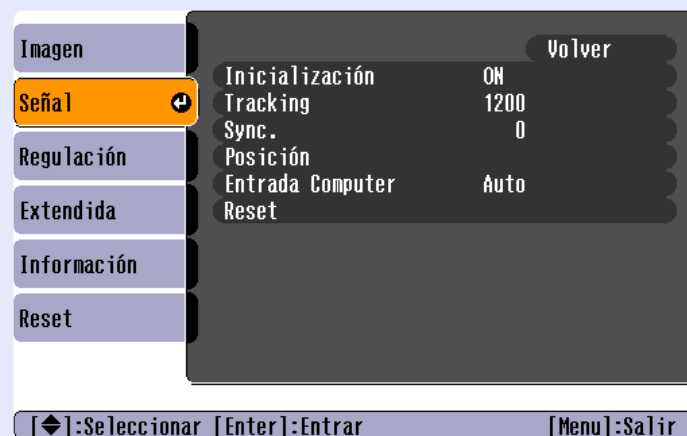 Imagen
Señal
Regulación
Extendida
Información
Reset
Volver
Inicialización ON
Tracking 1200
Sync. 0
Posición
Entrada Computer Auto
Reset
[◆]:Seleccionar [Enter]:Entrar [Menu]:Salir